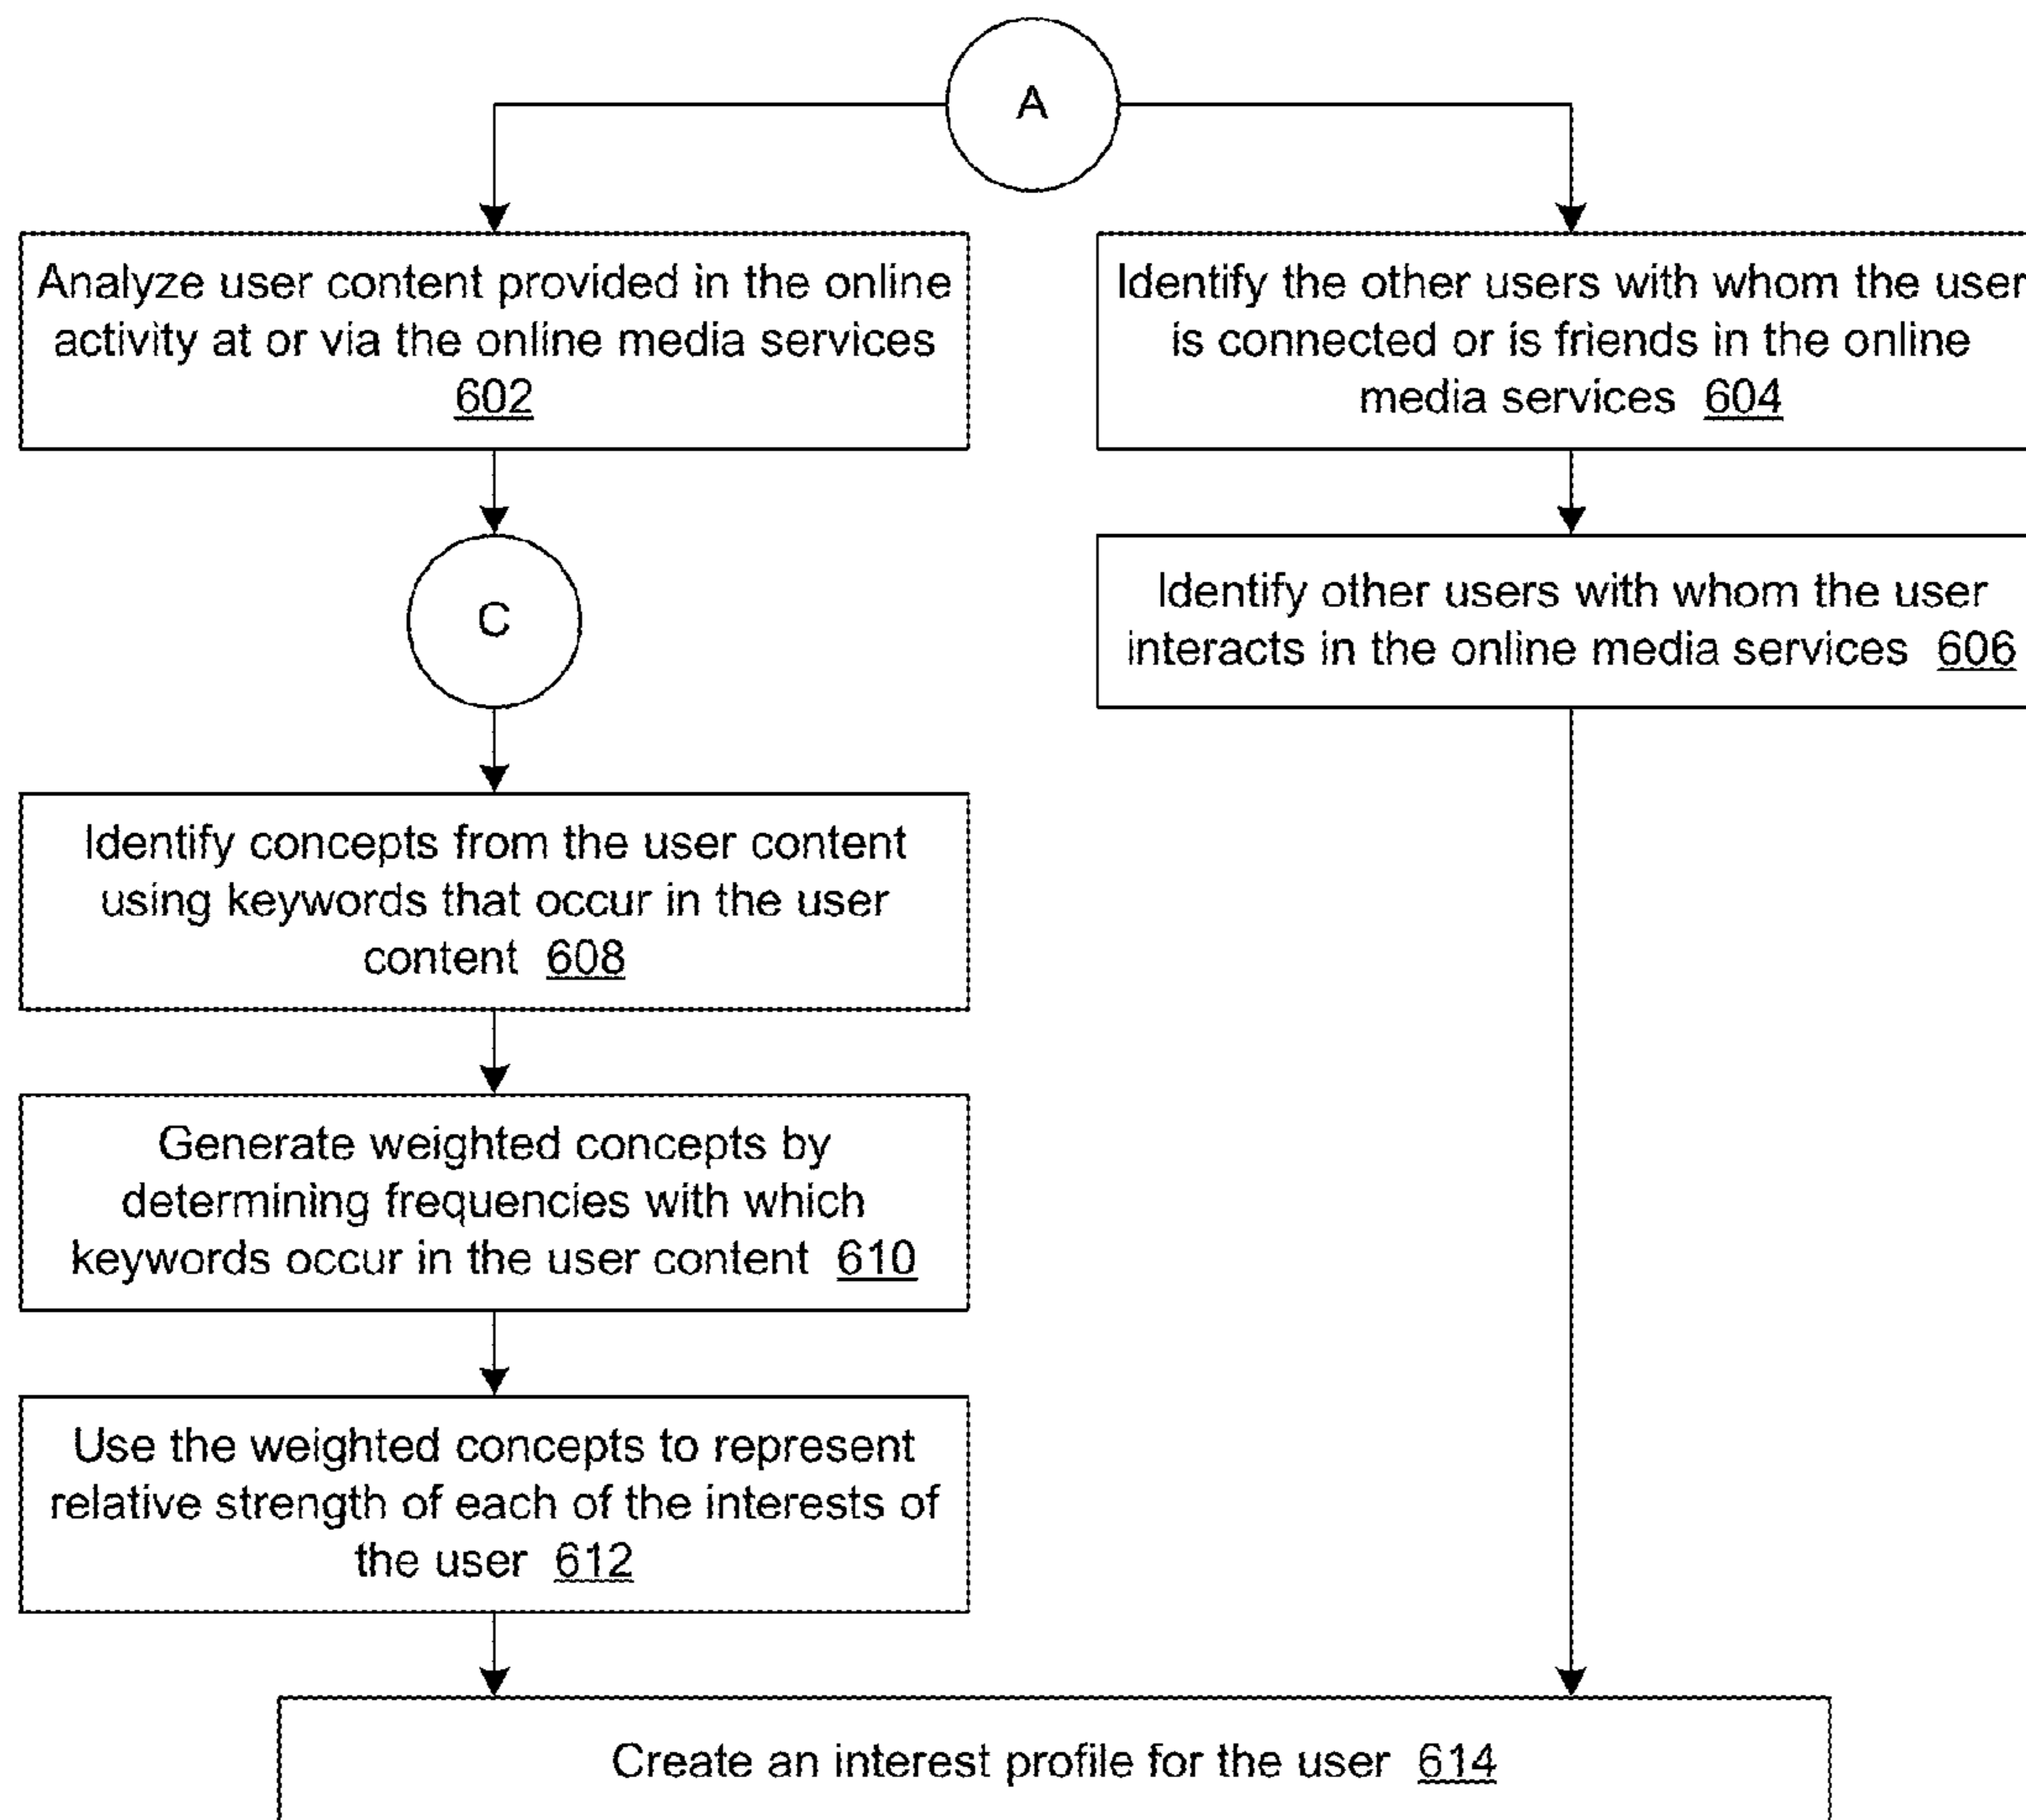 A
Analyze user content provided in the online
activity at or via the online media services
602
Identify the other users with whom the user
is connected or is friends in the online
media services 604
C
Identify other users with whom the user
interacts in the online media services 606
Identify concepts from the user content
using keywords that occur in the user
content 608
Generate weighted concepts by
determining frequencies with which
keywords occur in the user content 610
Use the weighted concepts to represent
relative strength of each of the interests of
the user 612
Create an interest profile for the user 614